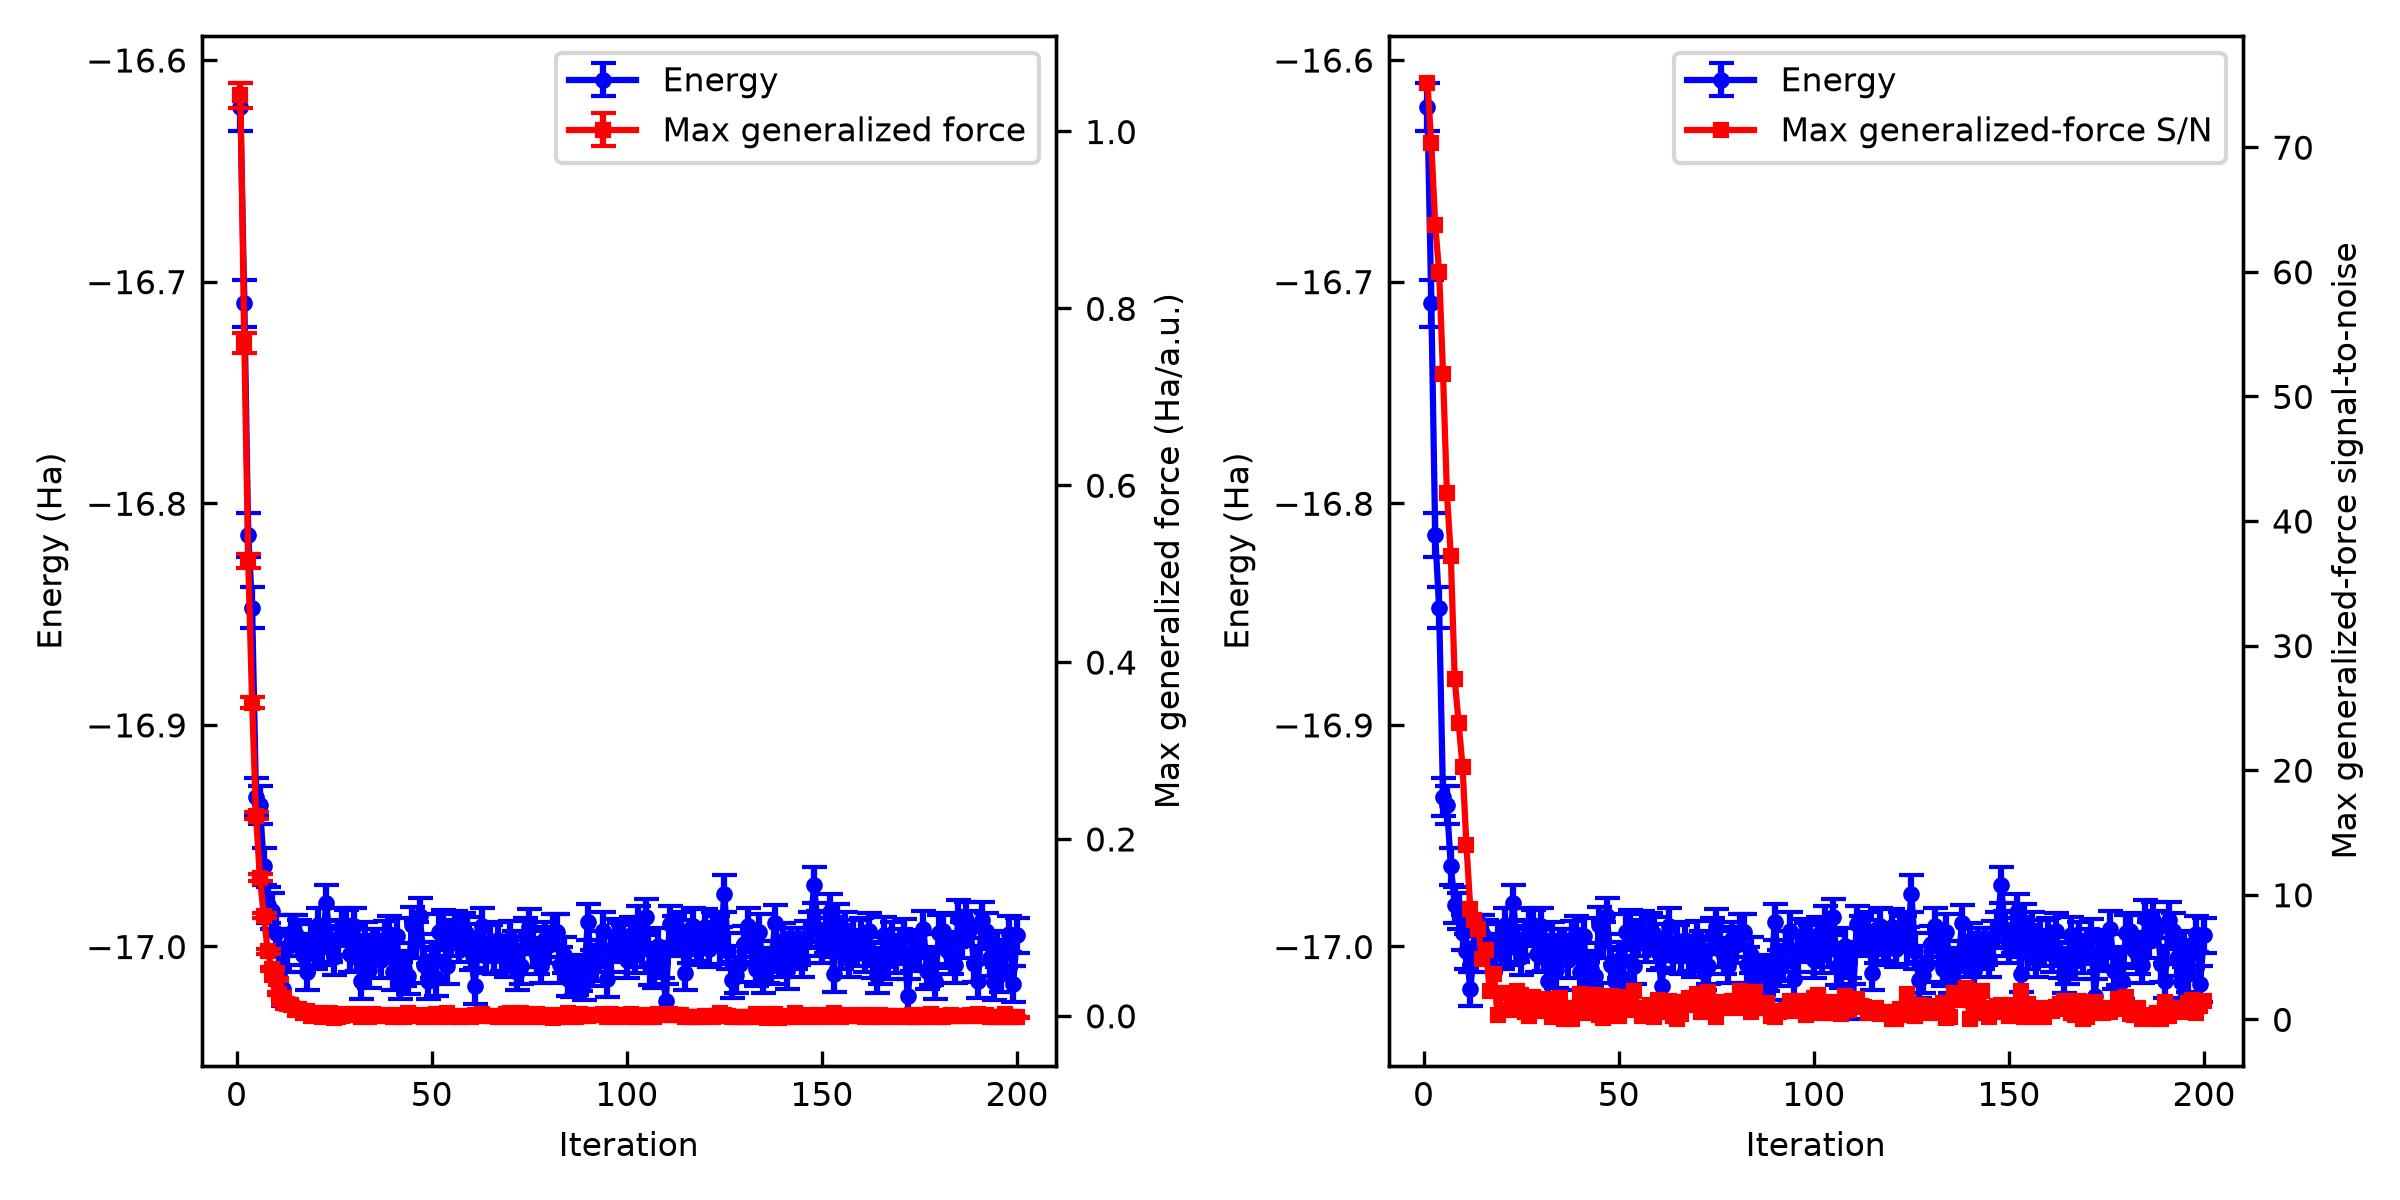 Energy
Max generalized force
−16.6
−16.7
−16.8
−16.9
−17.0
Energy (Ha)
1.0
0.8
0.6
0.4
0.2
0.0
Max generalized force (Ha/a.u.)
0 50 100 150 200
Iteration
Energy
Max generalized-force S/N
−16.6
−16.7
−16.8
−16.9
−17.0
Energy (Ha)
70
60
50
40
30
20
10
0
Max generalized-force signal-to-noise
0 50 100 150 200
Iteration